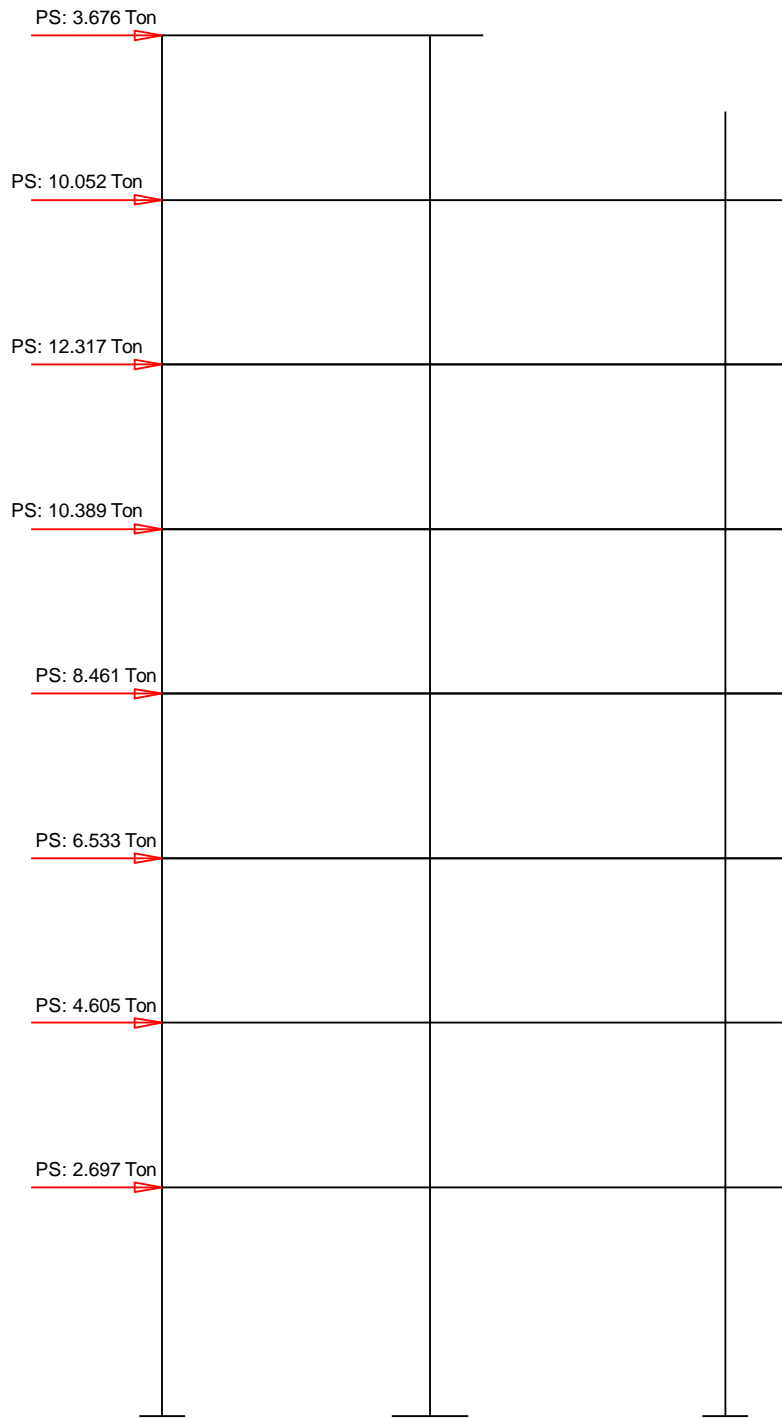 PS: 3.676 Ton
PS: 10.052 Ton
PS: 12.317 Ton
PS: 10.389 Ton
PS: 8.461 Ton
PS: 6.533 Ton
PS: 4.605 Ton
PS: 2.697 Ton